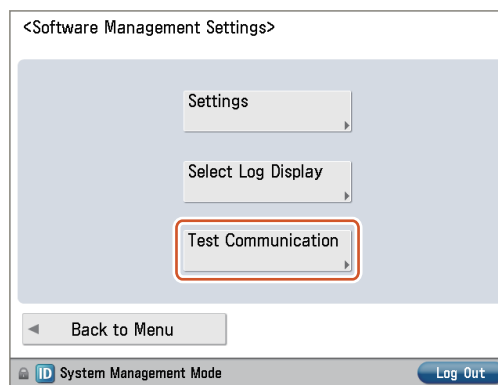 <Software Management Settings>
Settings
Select Log Display
Test Communication
Back to Menu
ID System Management Mode
Log Out